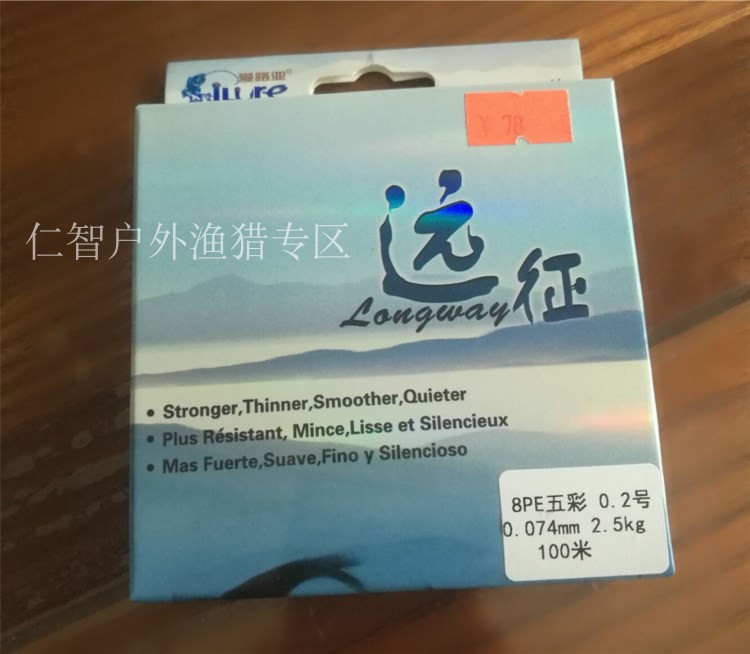 iLure®
¥ 78
仁智户外渔猎专区
远征
Longway
• Stronger,Thinner,Smoother,Quieter
• Plus Résistant, Mince,Lisse et Silencieux
• Mas Fuerte,Suave,Fino y Silencioso
8PE五彩 0.2号
0.074mm 2.5kg
100米